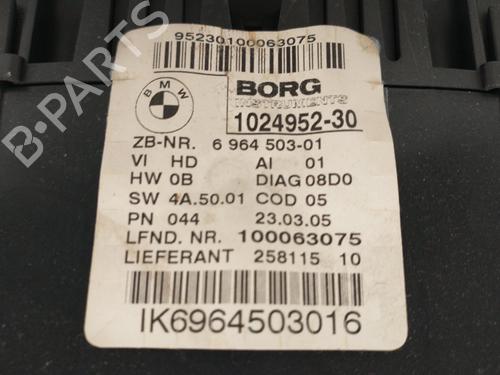 95230100063075
BMW
BORG
INSTRUMENTS
1024952-30
ZB-NR. 6 964 503-01
VI HD AI 01
HW 0B DIAG 08D0
SW 4A.50.01 COD 05
PN 044 23.03.05
LFND. NR. 100063075
LIEFERANT 258115 10
IK6964503016
B-PARTS